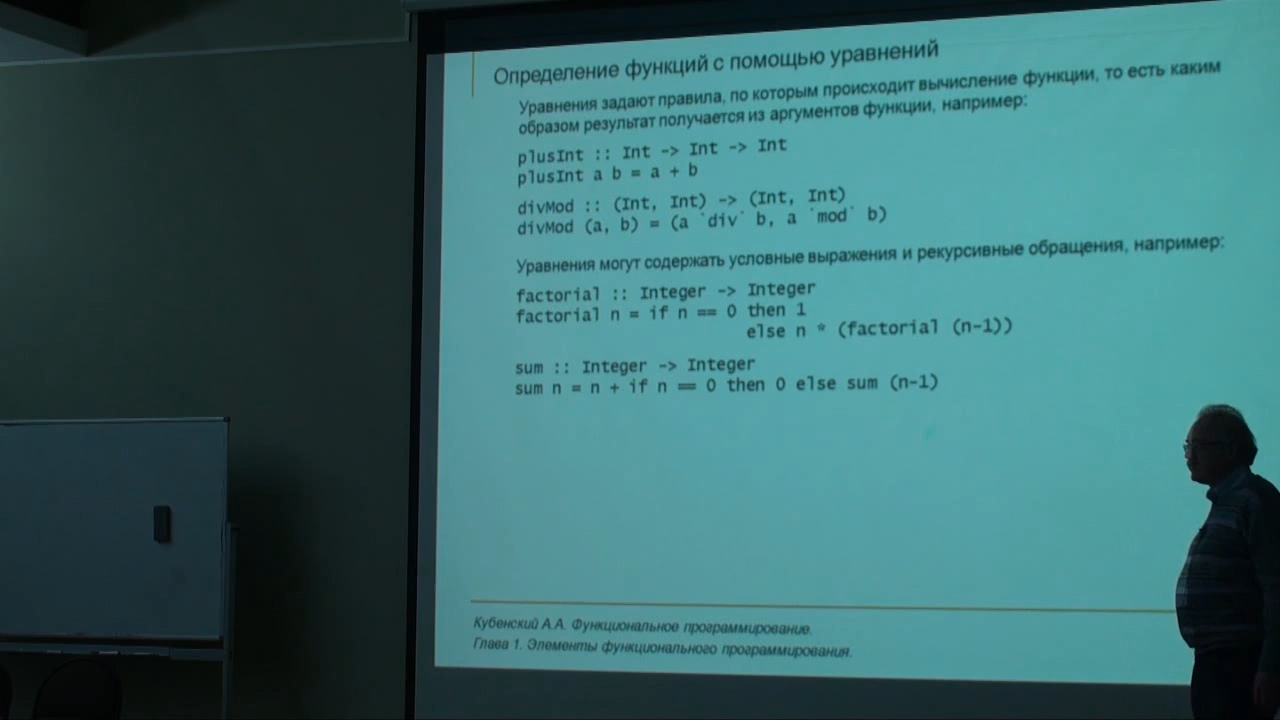 Определение функций с помощью уравнений
Уравнения задают правила, по которым происходит вычисление функции, то есть каким
образом результат получается из аргументов функции, например:
plusInt :: Int -> Int -> Int
plusInt a b = a + b
divMod :: (Int, Int) -> (Int, Int)
divMod (a, b) = (a `div` b, a `mod` b)
Уравнения могут содержать условные выражения и рекурсивные обращения, например:
factorial :: Integer -> Integer
factorial n = if n == 0 then 1
else n * (factorial (n-1))
sum :: Integer -> Integer
sum n = n + if n == 0 then 0 else sum (n-1)
Кубенский А.А. Функциональное программирование.
Глава 1. Элементы функционального программирования.